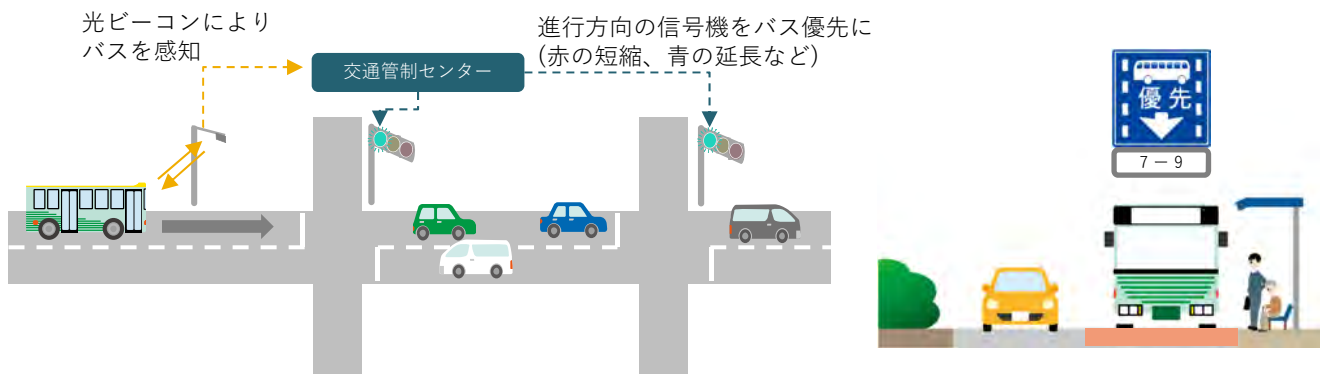 光ビーコンにより
バスを感知
交通管制センター
進行方向の信号機をバス優先に
(赤の短縮、青の延長など)
優先
7－9